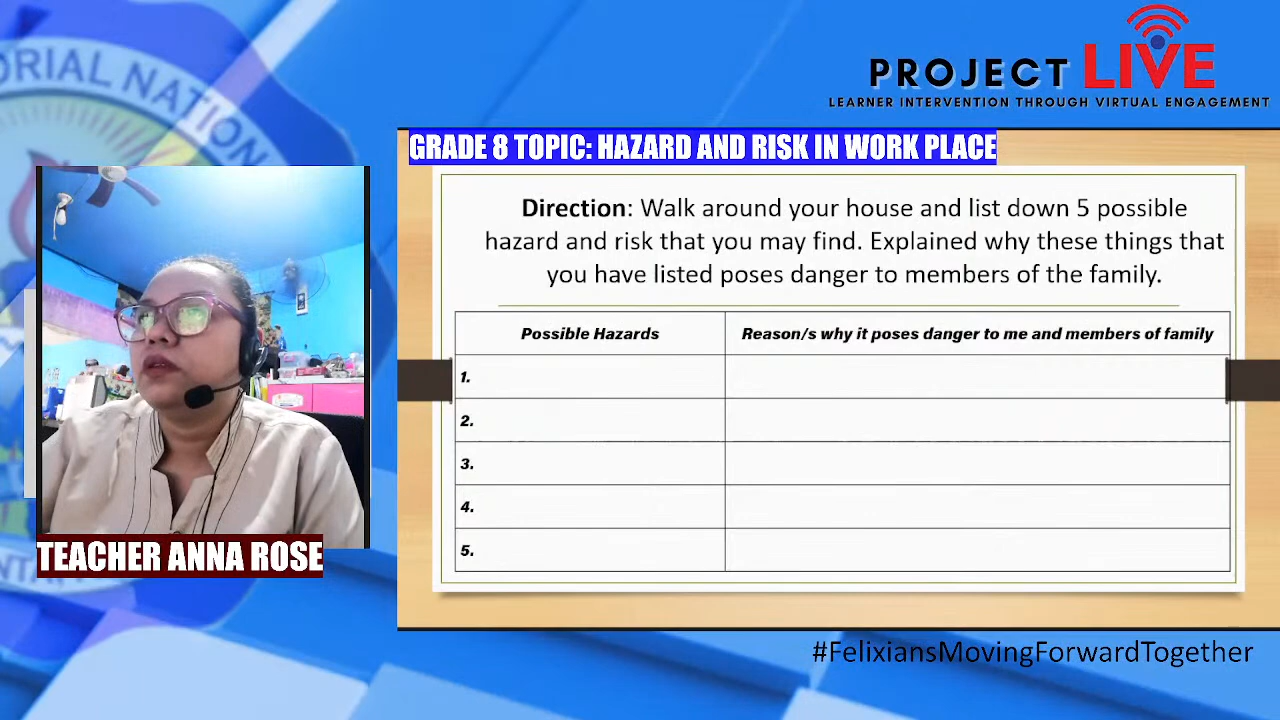 ORIAL NATION
PROJECT LIVE
LEARNER INTERVENTION THROUGH VIRTUAL ENGAGEMENT
GRADE 8 TOPIC: HAZARD AND RISK IN WORK PLACE
Direction: Walk around your house and list down 5 possible
hazard and risk that you may find. Explained why these things that
you have listed poses danger to members of the family.
Possible Hazards
Reason/s why it poses danger to me and members of family
1.
2.
3.
4.
5.
TEACHER ANNA ROSE
#FelixiansMovingForwardTogether